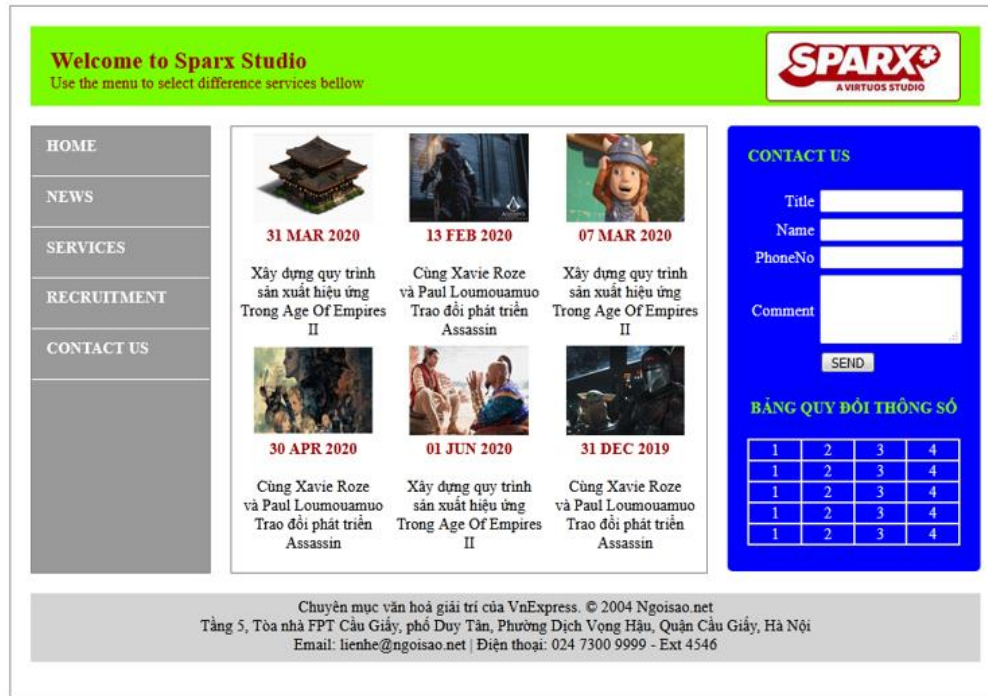 Welcome to Sparx Studio
Use the menu to select difference services bellow
SPARX*
A VIRTUOS STUDIO
HOME
NEWS
SERVICES
RECRUITMENT
CONTACT US
31 MAR 2020
Xây dựng quy trình
sản xuất hiệu ứng
Trong Age Of Empires
II
13 FEB 2020
Cùng Xavie Roze
và Paul Loumouamuo
Trao đổi phát triển
Assassin
07 MAR 2020
Xây dựng quy trình
sản xuất hiệu ứng
Trong Age Of Empires
II
30 APR 2020
Cùng Xavie Roze
và Paul Loumouamuo
Trao đổi phát triển
Assassin
01 JUN 2020
Xây dựng quy trình
sản xuất hiệu ứng
Trong Age Of Empires
II
31 DEC 2019
Cùng Xavie Roze
và Paul Loumouamuo
Trao đổi phát triển
Assassin
CONTACT US
Title
Name
PhoneNo
Comment
SEND
BẢNG QUY ĐỔI THÔNG SỐ
1 2 3 4
1 2 3 4
1 2 3 4
1 2 3 4
1 2 3 4
Chuyên mục văn hoá giải trí của VnExpress. © 2004 Ngoisao.net
Tầng 5, Tòa nhà FPT Cầu Giấy, phố Duy Tân, Phường Dịch Vọng Hậu, Quận Cầu Giấy, Hà Nội
Email: lienhe@ngoisao.net | Điện thoại: 024 7300 9999 - Ext 4546